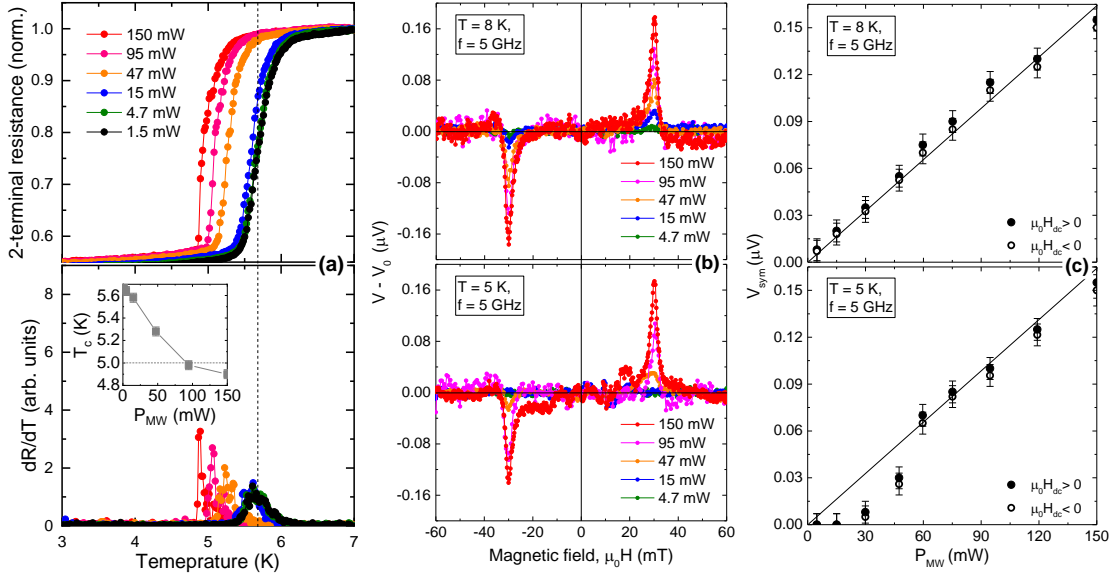 2-terminal resistance (norm.)
1.0
0.9
0.8
0.7
0.6
150 mW
95 mW
47 mW
15 mW
4.7 mW
1.5 mW
(a)
dR/dT (arb. units)
8
6
4
2
0
T_c (K)
5.6
5.4
5.2
5.0
4.8
0 50 100 150
P_MW (mW)
3 4 5 6 7
Temeprature (K)
V - V_0 (μV)
0.16
0.08
0.00
-0.08
-0.16
T = 8 K,
f = 5 GHz
150 mW
95 mW
47 mW
15 mW
4.7 mW
(b)
0.16
0.08
0.00
-0.08
-0.16
T = 5 K,
f = 5 GHz
150 mW
95 mW
47 mW
15 mW
4.7 mW
-60 -40 -20 0 20 40 60
Magnetic field, μ_0H (mT)
V_sym (μV)
0.15
0.12
0.09
0.06
0.03
0.00
T = 8 K,
f = 5 GHz
μ_0H_dc > 0
μ_0H_dc < 0
(c)
0.15
0.12
0.09
0.06
0.03
0.00
T = 5 K,
f = 5 GHz
μ_0H_dc > 0
μ_0H_dc < 0
0 30 60 90 120 150
P_MW (mW)